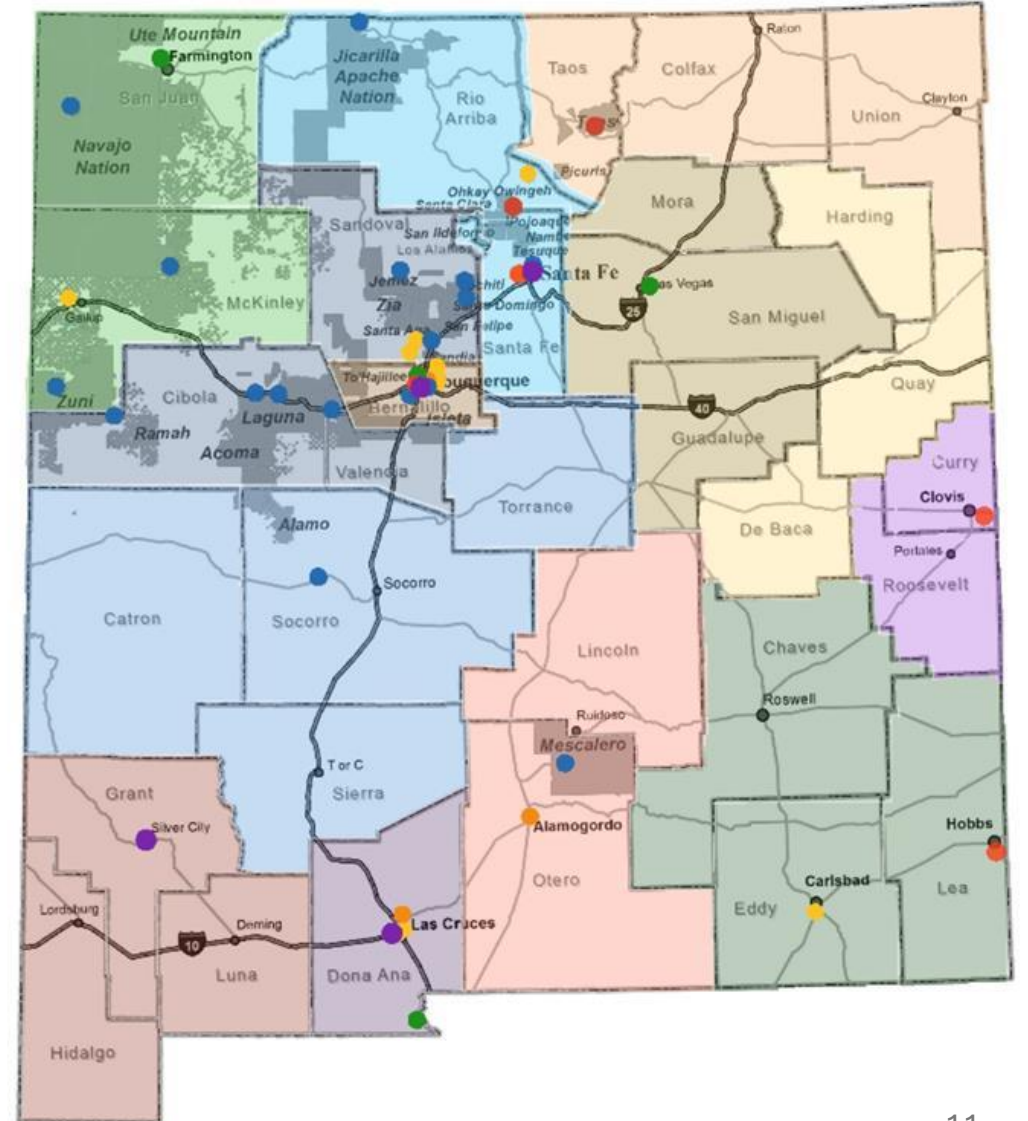 Ute Mountain
Farmington
San Juan
Navajo
Nation
Jicarilla
Apache
Nation
Rio
Arriba
Taos
Taos
Colfax
Raton
Union
Clayton
Picuris
Ohkay Owingeh
Santa Clara
Pojoaque
San Ildefonso
Nambe
Tesuque
Los Alamos
Sandoval
Mora
Harding
Jemez
Zia
Santa Fe
chiti
Domingo
Las Vegas
25
San Miguel
McKinley
Gallup
Santa Ana
San Felipe
Santa Fe
andia
To'Hajiilee
buquerque
Bernalillo
Isleta
Zuni
Cibola
Laguna
Ramah
Acoma
Valencia
40
Quay
Guadalupe
Curry
Clovis
Torrance
De Baca
Portales
Roosevelt
Alamo
Socorro
Socorro
Catron
Lincoln
Chaves
Roswell
Ruidoso
Mescalero
T or C
Sierra
Grant
Silver City
Alamogordo
Hobbs
Otero
Carlsbad
Eddy
Lea
Lordsburg
Deming
Las Cruces
10
Luna
Dona Ana
Hidalgo
11